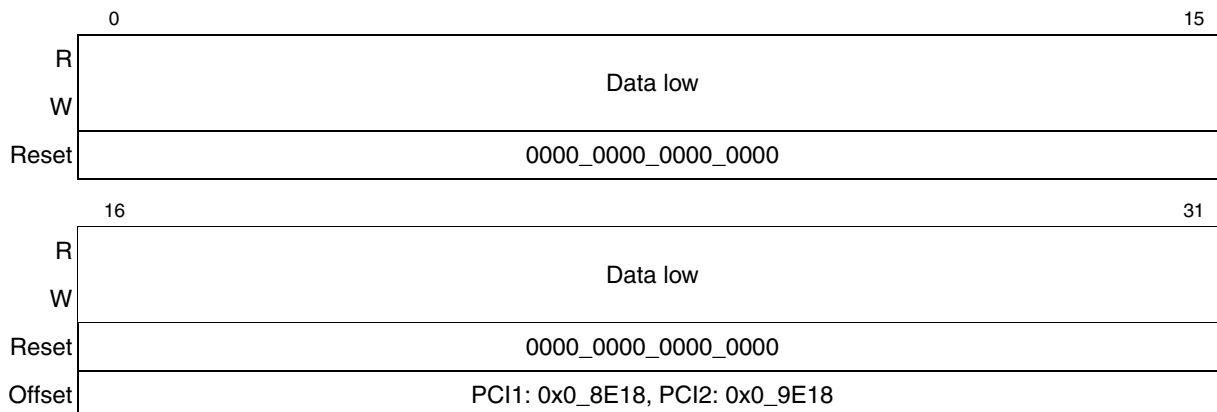 0 15
R
Data low
W
Reset 0000_0000_0000_0000
16 31
R
Data low
W
Reset 0000_0000_0000_0000
Offset PCI1: 0x0_8E18, PCI2: 0x0_9E18